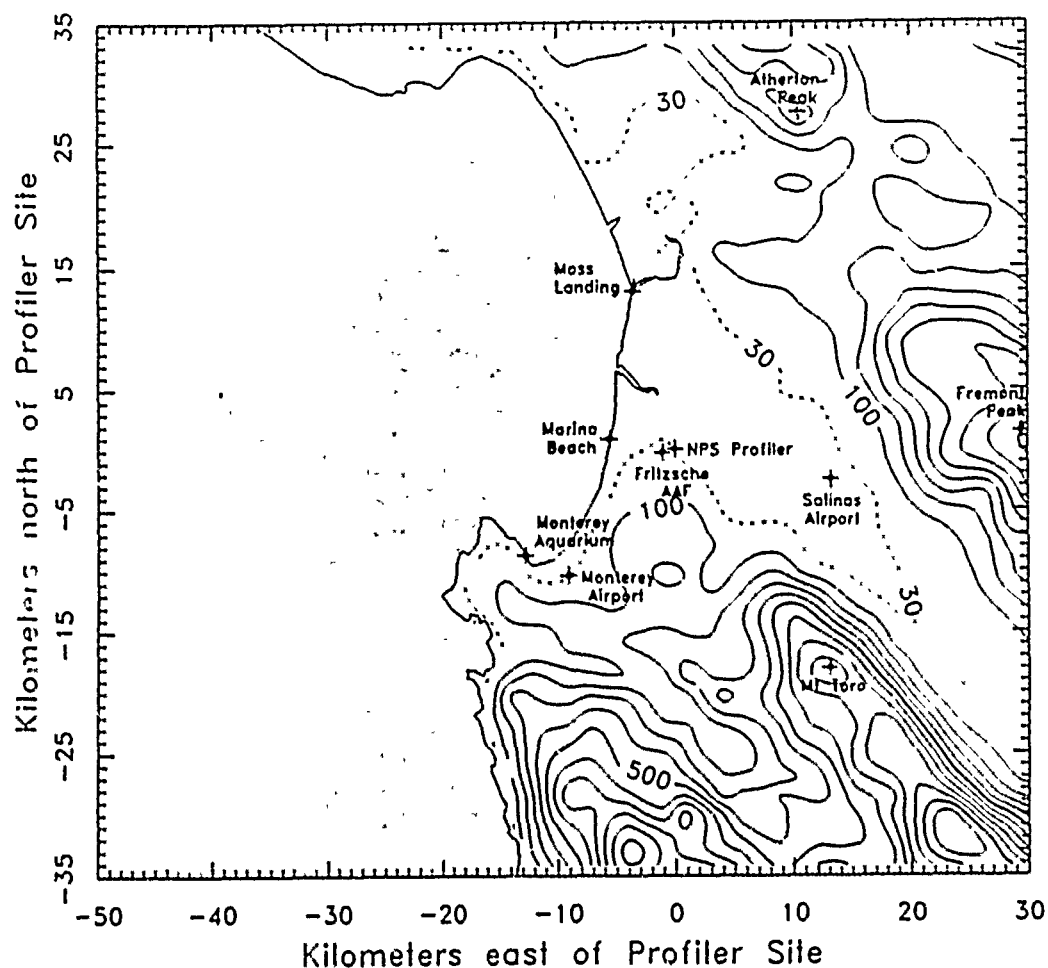 35
25
15
5
−5
−15
−25
−35
Kilometers north of Profiler Site
Atherton
Peak
30
Moss
Landing
30
100
Fremont
Peak
Marina
Beach
NPS Profiler
Fritzsche
AAF
Salinas
Airport
100
Monterey
Aquarium
Monterey
Airport
30
Mt Toro
500
0
−50
−40
−30
−20
−10
0
10
20
30
Kilometers east of Profiler Site